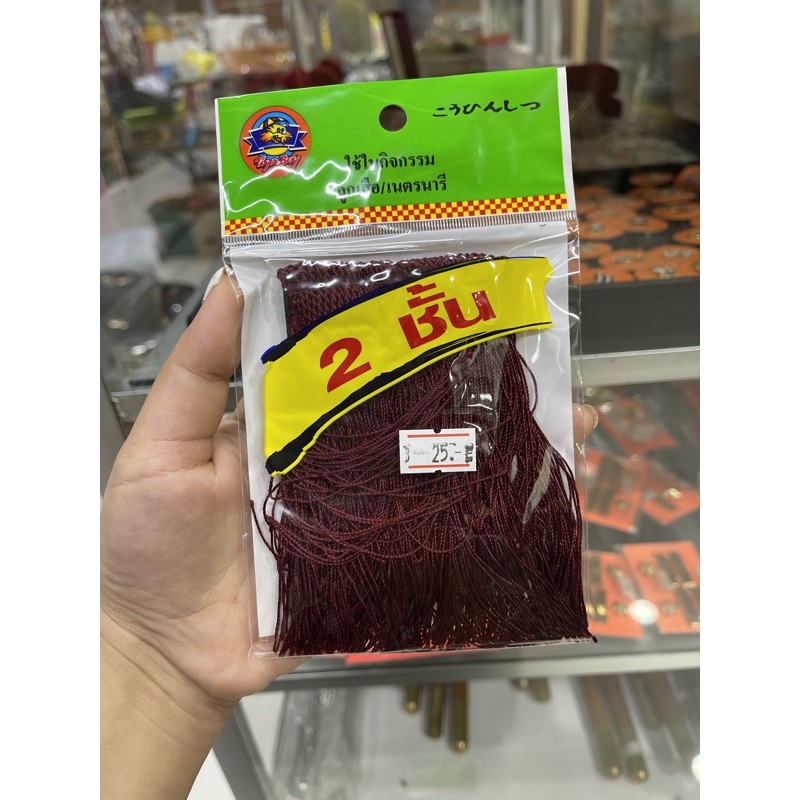 こうひんしつ
ใช้ในกิจกรรม
ลูกเสือ/เนตรนารี
2 ชั้น
25.-